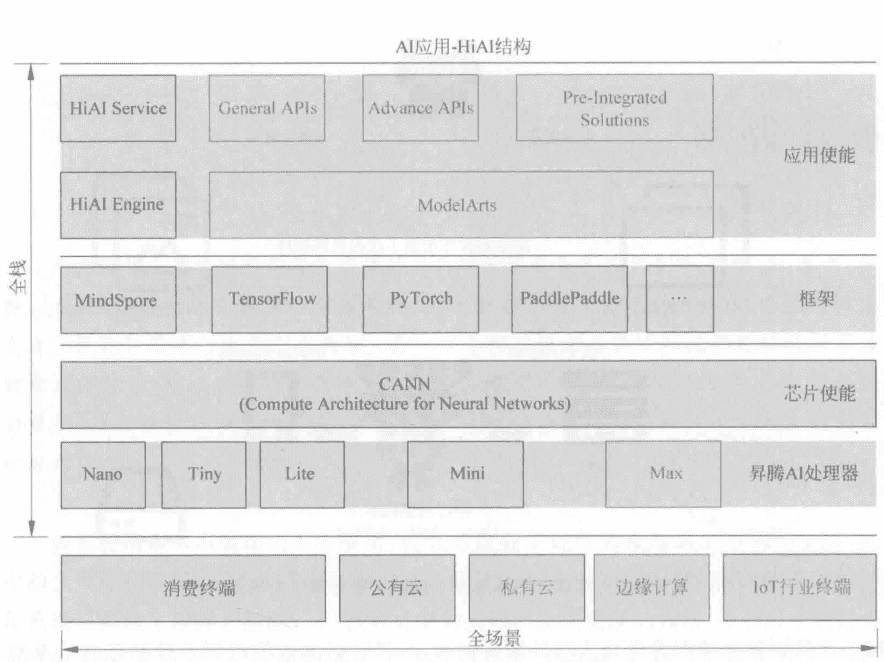 AI应用-HiAI结构
HiAI Service
General APIs
Advance APIs
Pre-Integrated
Solutions
应用使能
HiAI Engine
ModelArts
全栈
MindSpore
TensorFlow
PyTorch
PaddlePaddle
…
框架
CANN
(Compute Architecture for Neural Networks)
芯片使能
Nano
Tiny
Lite
Mini
Max
昇腾AI处理器
消费终端
公有云
私有云
边缘计算
IoT行业终端
全场景